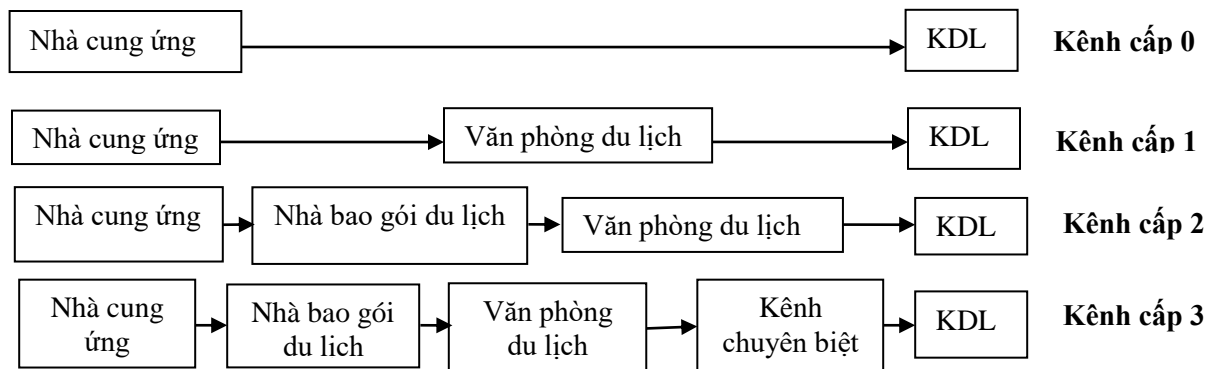 Nhà cung ứng KDL Kênh cấp 0
Nhà cung ứng Văn phòng du lịch KDL Kênh cấp 1
Nhà cung ứng Nhà bao gói du lịch Văn phòng du lịch KDL Kênh cấp 2
Nhà cung
ứng
Nhà bao gói
du lich
Văn phòng
du lịch
Kênh
chuyên biệt
KDL
Kênh cấp 3